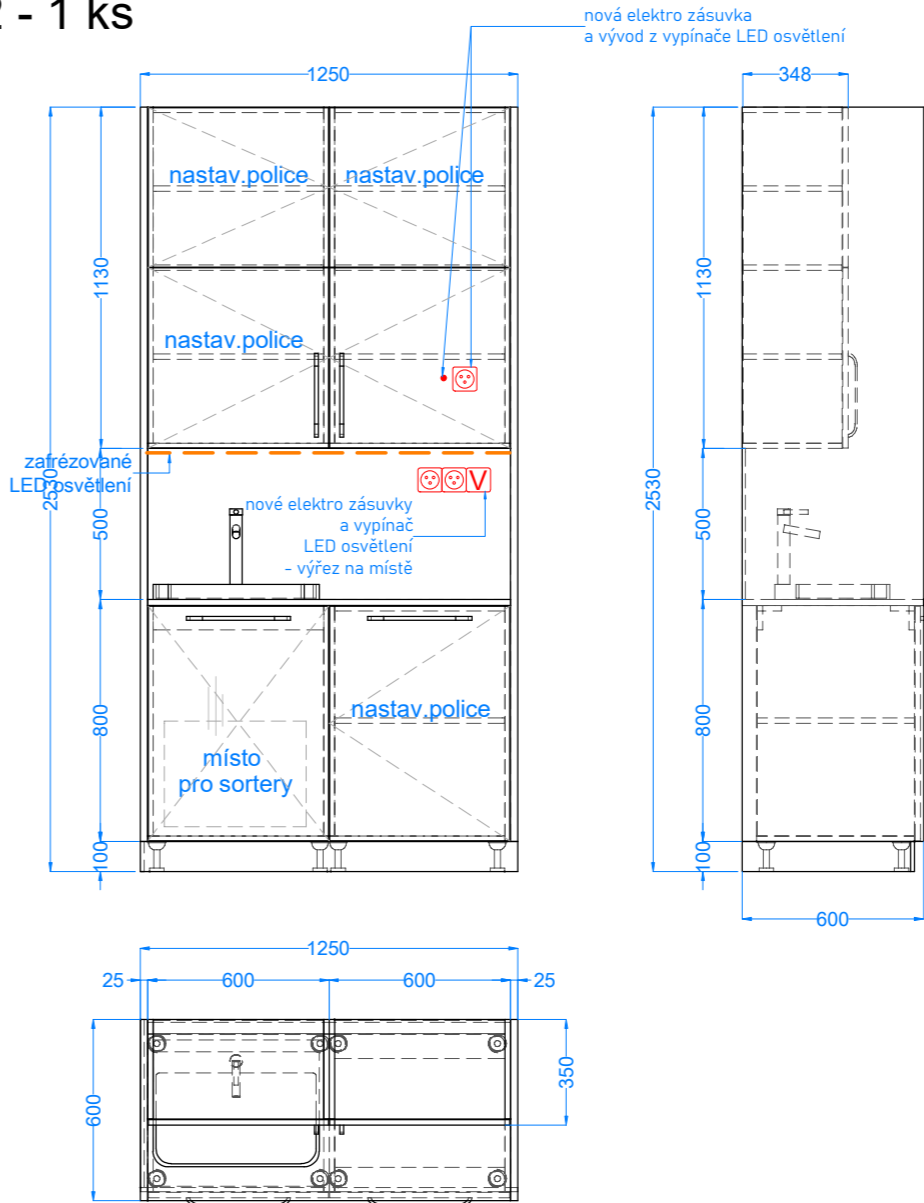 2 - 1 ks
nová elektro zásuvka
a vývod z vypínače LED osvětlení
1250
348
nastav.police
nastav.police
1130
1130
nastav.police
zafrézované
LED osvětlení
2530
2530
500
500
V
nové elektro zásuvky
a vypínač
LED osvětlení
- výřez na místě
800
800
nastav.police
místo
pro sortery
100
100
600
1250
25
600
600
25
600
350